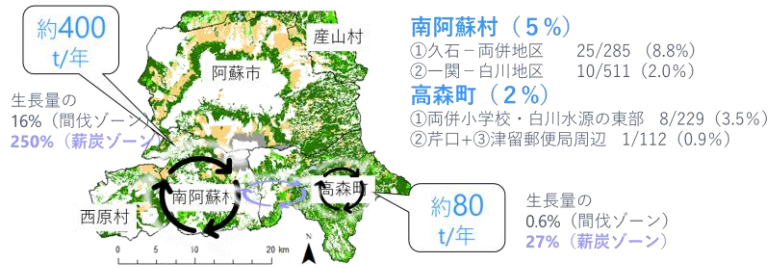 約400
t/年
生長量の
16%（間伐ゾーン）
250%（薪炭ゾーン）
産山村
阿蘇市
南阿蘇村
高森町
西原村
0 5 10 20 km
N
南阿蘇村（５%）
①久石－両併地区 25/285（8.8%）
②一関－白川地区 10/511（2.0%）
高森町（２%）
①両併小学校・白川水源の東部 8/229（3.5%）
②芹口+③津留郵便局周辺 1/112（0.9%）
約80
t/年
生長量の
0.6%（間伐ゾーン）
27%（薪炭ゾーン）